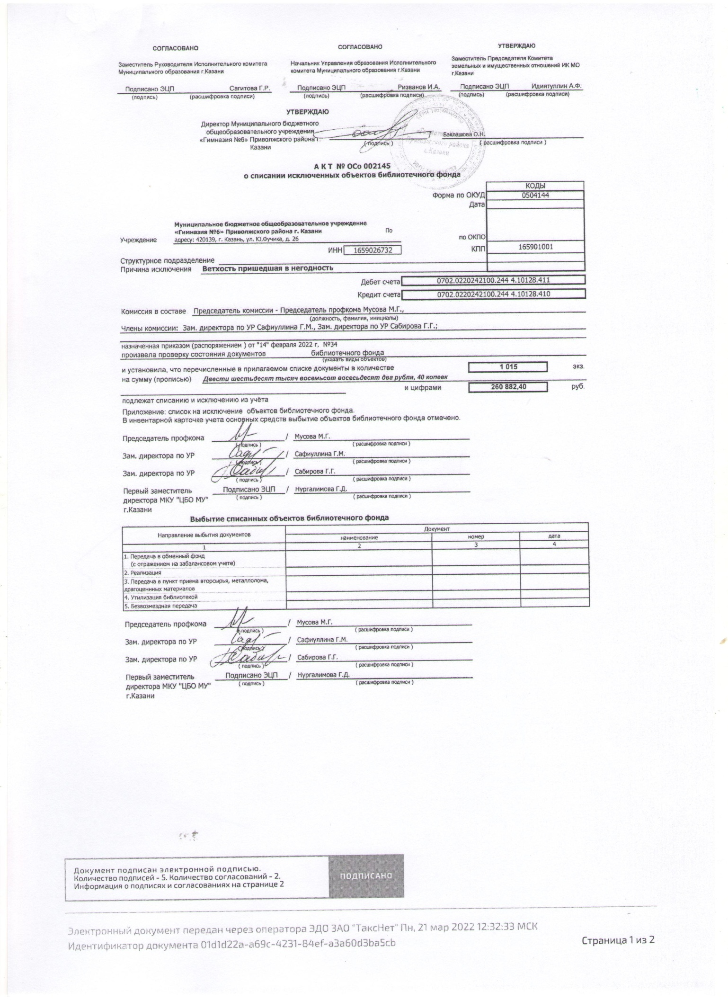 СОГЛАСОВАНО
Заместитель Руководителя Исполнительного комитета
Муниципального образования г.Казани
Подписано ЭЦП Сагитова Г.Р.
(подпись) (расшифровка подписи)
СОГЛАСОВАНО
Начальник Управления образования Исполнительного
комитета Муниципального образования г.Казани
Подписано ЭЦП Ризванов И.А.
(подпись) (расшифровка подписи)
УТВЕРЖДАЮ
Заместитель Председателя Комитета
земельных и имущественных отношений ИК МО
г.Казани
Подписано ЭЦП Идиятуллин А.Ф.
(подпись) (расшифровка подписи)
УТВЕРЖДАЮ
Директор Муниципального бюджетного
общеобразовательного учреждения
«Гимназия №6» Приволжского района г.
Казани
Баклашова О.Н.
( подпись ) ( расшифровка подписи )
Приволжского района
г.Казани
А К Т № ОСо 002145
о списании исключенных объектов библиотечного фонда
КОДЫ
Форма по ОКУД 0504144
Дата
Муниципальное бюджетное общеобразовательное учреждение
«Гимназия №6» Приволжского района г. Казани По
Учреждение адресу: 420139, г. Казань, ул. Ю.Фучика, д. 26
по ОКПО
ИНН 1659026732 КПП 165901001
Структурное подразделение
Причина исключения Ветхость пришедшая в негодность
Дебет счета 0702.0220242100.244 4.10128.411
Кредит счета 0702.0220242100.244 4.10128.410
Комиссия в составе Председатель комиссии - Председатель профкома Мусова М.Г.,
(должность, фамилия, инициалы)
Члены комиссии: Зам. директора по УР Сафиуллина Г.М., Зам. директора по УР Сабирова Г.Г.;
назначенная приказом (распоряжением ) от "14" февраля 2022 г. №34
произвела проверку состояния документов библиотечного фонда
(указать виды объектов)
и установила, что перечисленные в прилагаемом списке документы в количестве 1 015 экз.
на сумму (прописью) Двести шестьдесят тысяч восемьсот восесьдесят два рубля, 40 копеек
и цифрами 260 882,40 руб.
подлежат списанию и исключению из учёта
Приложение: список на исключение объектов библиотечного фонда.
В инвентарной карточке учета основных средств выбытие объектов библиотечного фонда отмечено.
Председатель профкома / Мусова М.Г.
( подпись ) ( расшифровка подписи )
Зам. директора по УР / Сафиуллина Г.М.
( подпись ) ( расшифровка подписи )
Зам. директора по УР / Сабирова Г.Г.
( подпись ) ( расшифровка подписи )
Первый заместитель Подписано ЭЦП / Нургалимова Г.Д.
директора МКУ "ЦБО МУ" ( подпись ) ( расшифровка подписи )
г.Казани
Выбытие списанных объектов библиотечного фонда
Направление выбытия документов Документ
наименование номер дата
1 2 3 4
1. Передача в обменный фонд
(с отражением на забалансовом учете)
2. Реализация
3. Передача в пункт приема вторсырья, металлолома,
драгоценнных материалов
4. Утилизация библиотекой
5. Безвозмездная передача
Председатель профкома / Мусова М.Г.
( подпись ) ( расшифровка подписи )
Зам. директора по УР / Сафиуллина Г.М.
( подпись ) ( расшифровка подписи )
Зам. директора по УР / Сабирова Г.Г.
( подпись ) ( расшифровка подписи )
Первый заместитель Подписано ЭЦП / Нургалимова Г.Д.
директора МКУ "ЦБО МУ" ( подпись ) ( расшифровка подписи )
г.Казани
Документ подписан электронной подписью.
Количество подписей - 5. Количество согласований - 2.
Информация о подписях и согласованиях на странице 2
ПОДПИСАНО
Электронный документ передан через оператора ЭДО ЗАО "ТаксНет" Пн, 21 мар 2022 12:32:33 МСК
Идентификатор документа 01d1d22a-a69c-4231-84ef-a3a60d3ba5cb
Страница 1 из 2